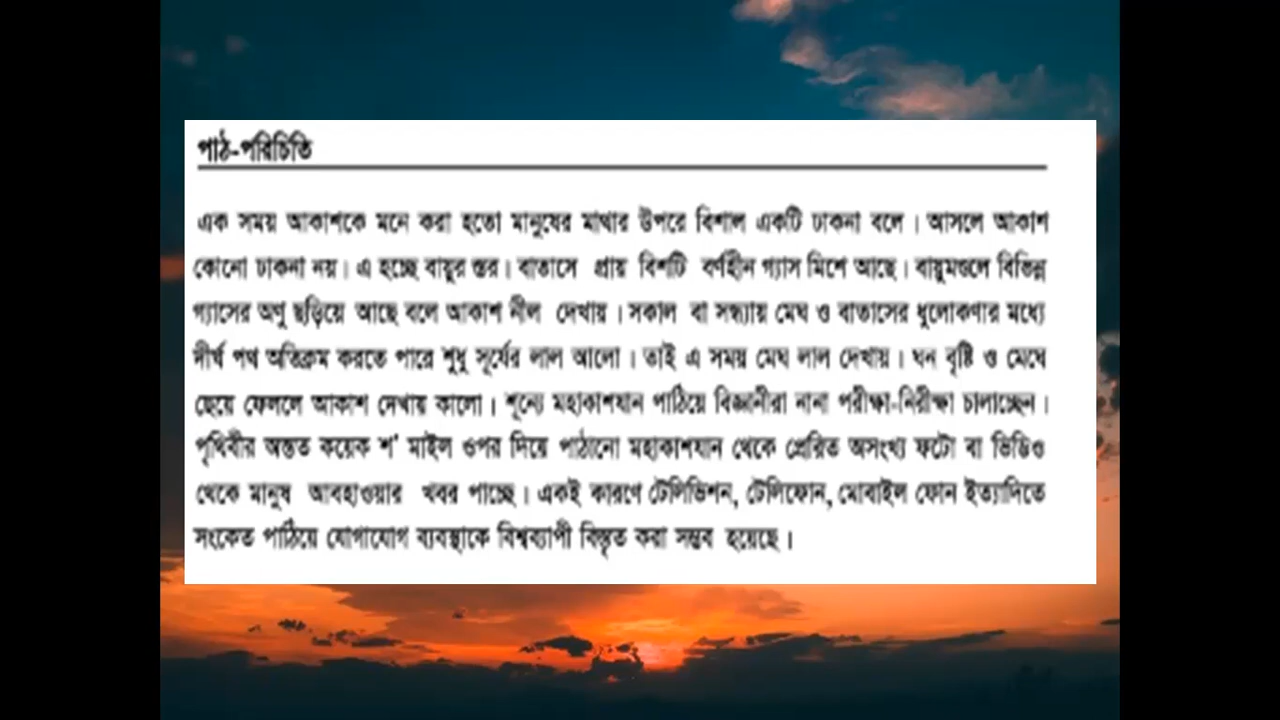 পাঠ-পরিচিতি
এক সময় আকাশকে মনে করা হতো মানুষের মাথার উপরে বিশাল একটি ঢাকনা বলে। আসলে আকাশ
কোনো ঢাকনা নয়। এ হচ্ছে বায়ুর স্তর। বাতাসে প্রায় বিশটি বর্ণহীন গ্যাস মিশে আছে। বায়ুমণ্ডলে বিভিন্ন
গ্যাসের অণু ছড়িয়ে আছে বলে আকাশ নীল দেখায়। সকাল বা সন্ধ্যায় মেঘ ও বাতাসের ধুলোকণার মধ্যে
দীর্ঘ পথ অতিক্রম করতে পারে শুধু সূর্যের লাল আলো। তাই এ সময় মেঘ লাল দেখায়। ঘন বৃষ্টি ও মেঘে
ছেয়ে ফেললে আকাশ দেখায় কালো। শূন্যে মহাকাশযান পাঠিয়ে বিজ্ঞানীরা নানা পরীক্ষা-নিরীক্ষা চালাচ্ছেন।
পৃথিবীর অন্তত কয়েক শ' মাইল ওপর দিয়ে পাঠানো মহাকাশযান থেকে প্রেরিত অসংখ্য ফটো বা ভিডিও
থেকে মানুষ আবহাওয়ার খবর পাচ্ছে। একই কারণে টেলিভিশন, টেলিফোন, মোবাইল ফোন ইত্যাদিতে
সংকেত পাঠিয়ে যোগাযোগ ব্যবস্থাকে বিশ্বব্যাপী বিস্তৃত করা সম্ভব হয়েছে।